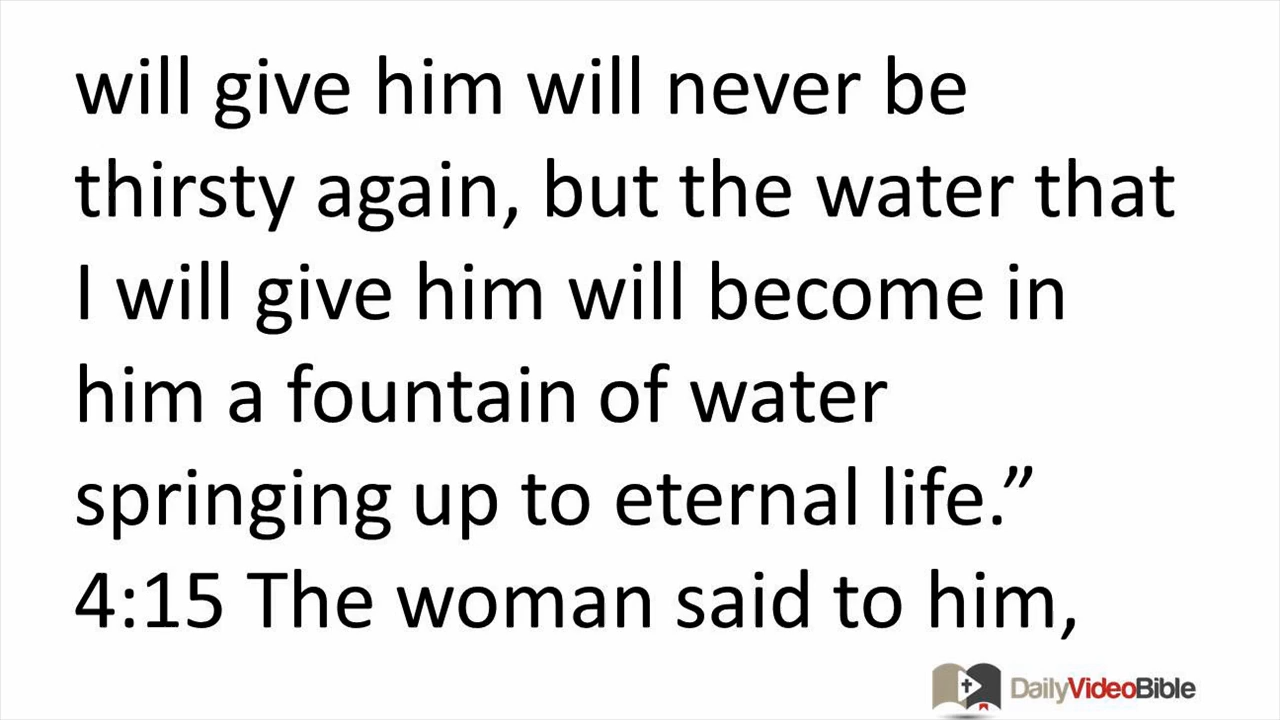 will give him will never be
thirsty again, but the water that
I will give him will become in
him a fountain of water
springing up to eternal life.”
4:15 The woman said to him,
DailyVideoBible